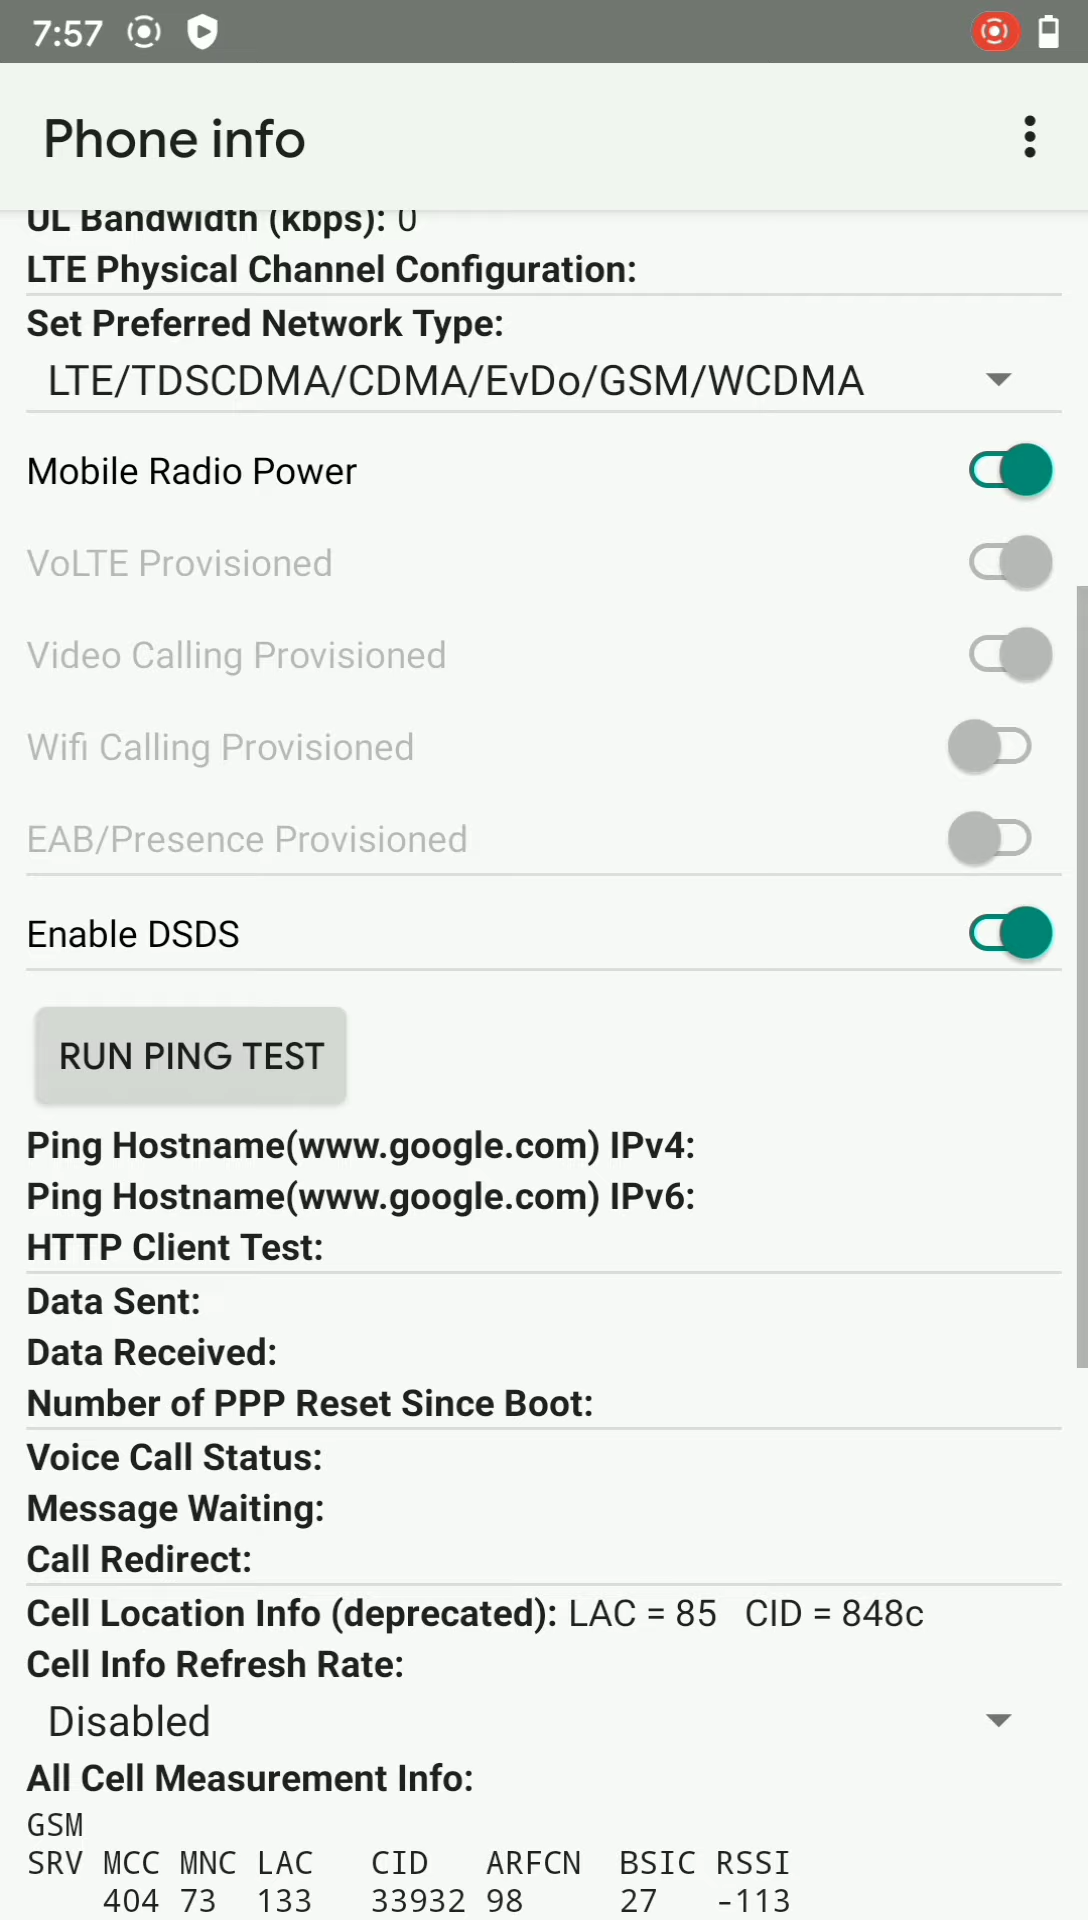 7:57
Phone info
UL Bandwidth (kbps): 0
LTE Physical Channel Configuration:
Set Preferred Network Type:
LTE/TDSCDMA/CDMA/EvDo/GSM/WCDMA
Mobile Radio Power
VoLTE Provisioned
Video Calling Provisioned
Wifi Calling Provisioned
EAB/Presence Provisioned
Enable DSDS
RUN PING TEST
Ping Hostname(www.google.com) IPv4:
Ping Hostname(www.google.com) IPv6:
HTTP Client Test:
Data Sent:
Data Received:
Number of PPP Reset Since Boot:
Voice Call Status:
Message Waiting:
Call Redirect:
Cell Location Info (deprecated): LAC = 85 CID = 848c
Cell Info Refresh Rate:
Disabled
All Cell Measurement Info:
GSM
SRV MCC MNC LAC CID ARFCN BSIC RSSI
404 73 133 33932 98 27 -113